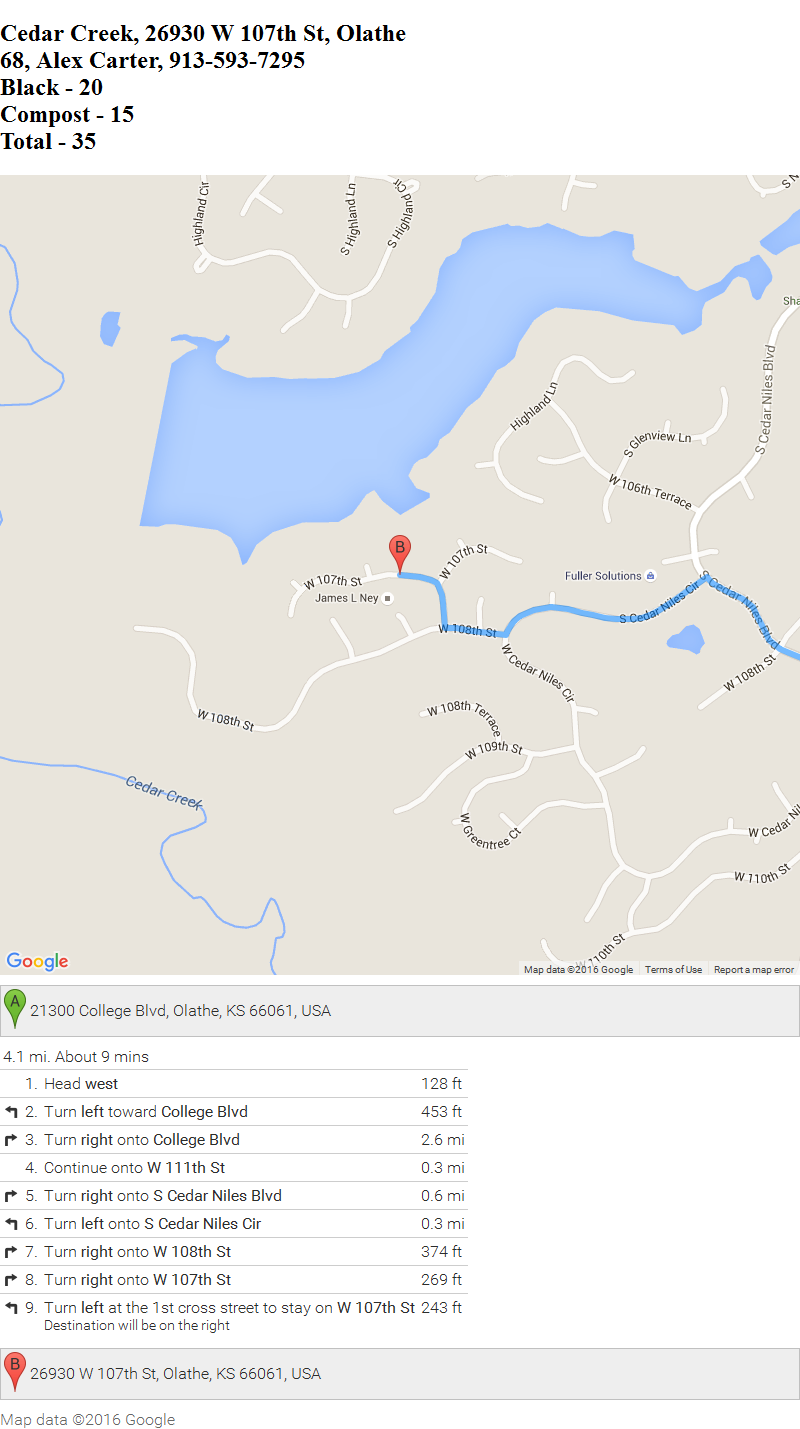 Cedar Creek, 26930 W 107th St, Olathe
68, Alex Carter, 913-593-7295
Black - 20
Compost - 15
Total - 35
Highland Cir
S Highland Ln
S Highland Cir
Sha
S Cedar Niles Blvd
Highland Ln
S Glenview Ln
W 106th Terrace
W 107th St
W 107th St
B
James L Ney
Fuller Solutions
S Cedar Niles Cir
S Cedar Niles Blvd
W 108th St
W 108th St
W Cedar Niles Cir
W 108th St
W 108th Terrace
W 109th St
Cedar Creek
W Greentree Ct
W Cedar Nil
W 110th St
W 110th St
Google
Map data ©2016 Google Terms of Use Report a map error
A 21300 College Blvd, Olathe, KS 66061, USA
4.1 mi. About 9 mins
1. Head west 128 ft
2. Turn left toward College Blvd 453 ft
3. Turn right onto College Blvd 2.6 mi
4. Continue onto W 111th St 0.3 mi
5. Turn right onto S Cedar Niles Blvd 0.6 mi
6. Turn left onto S Cedar Niles Cir 0.3 mi
7. Turn right onto W 108th St 374 ft
8. Turn right onto W 107th St 269 ft
9. Turn left at the 1st cross street to stay on W 107th St 243 ft
Destination will be on the right
B 26930 W 107th St, Olathe, KS 66061, USA
Map data ©2016 Google